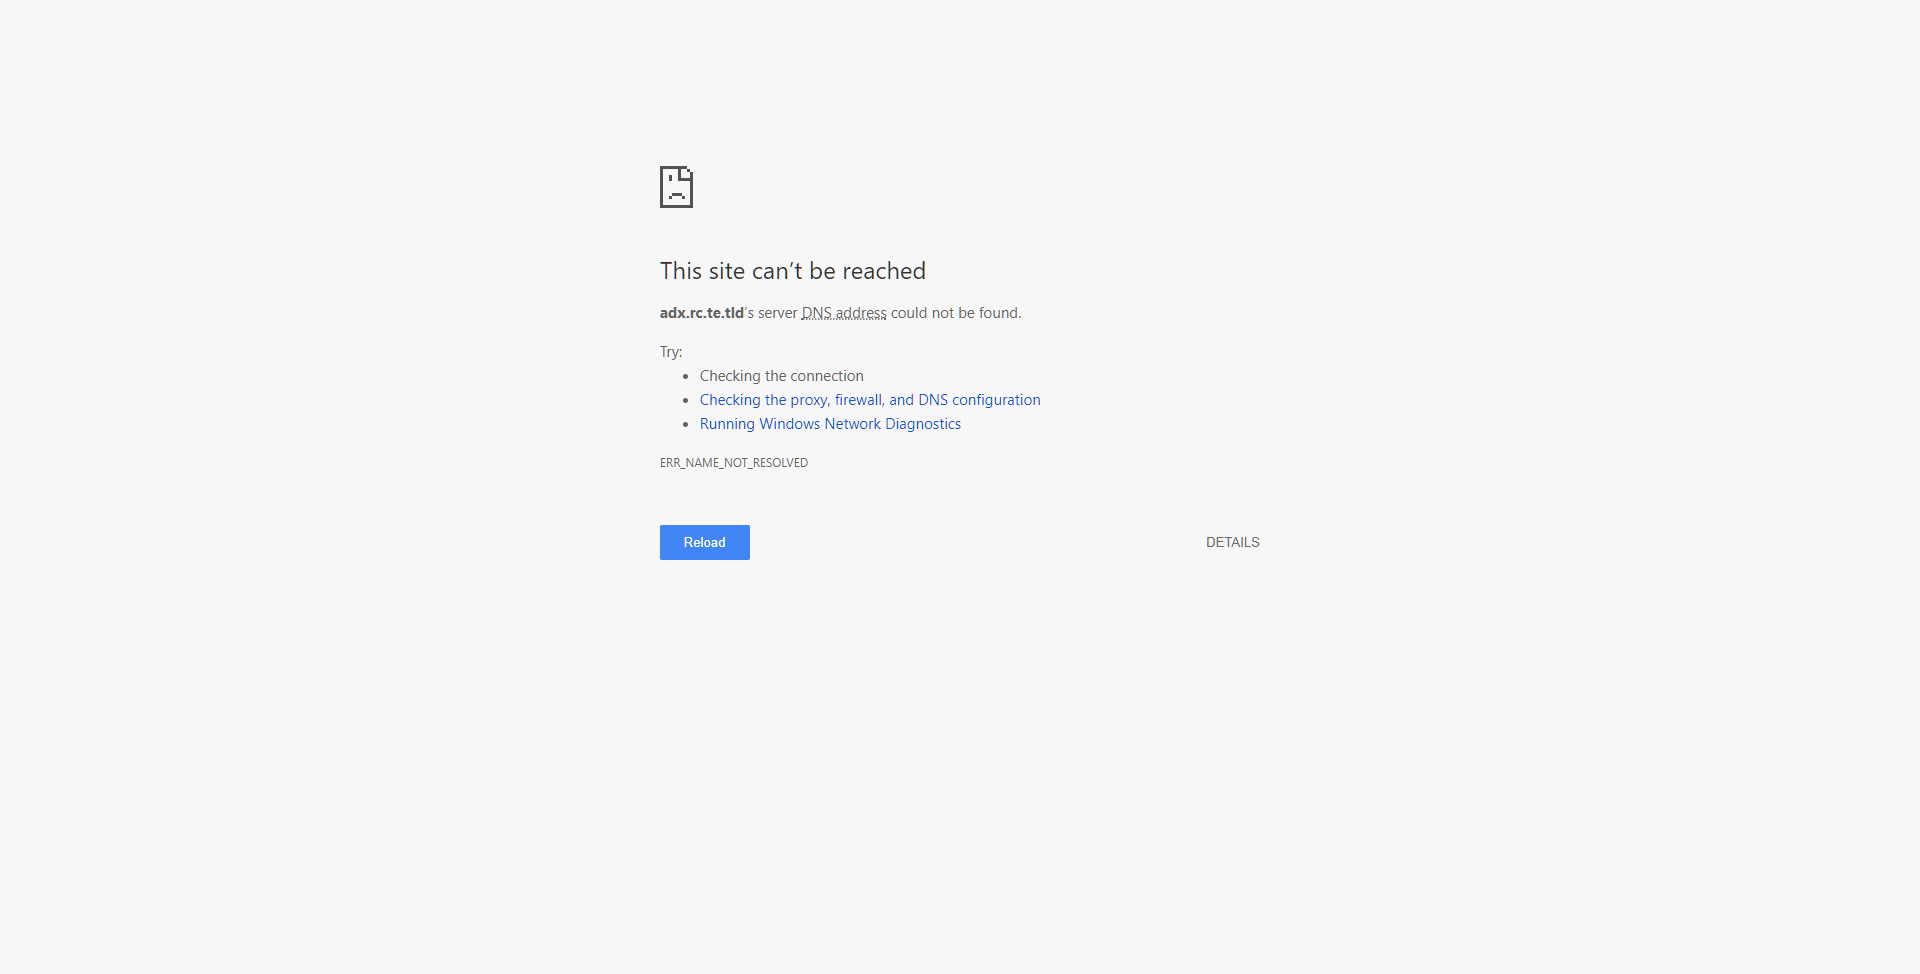 This site can’t be reached
adx.rc.te.tld’s server DNS address could not be found.
Try:
• Checking the connection
• Checking the proxy, firewall, and DNS configuration
• Running Windows Network Diagnostics
ERR_NAME_NOT_RESOLVED
Reload
DETAILS